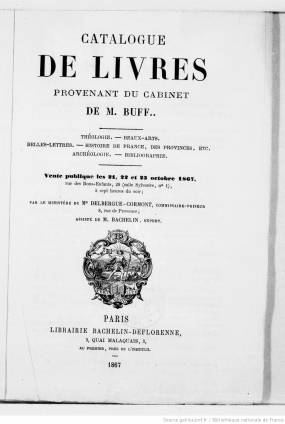 CATALOGUE
DE LIVRES
PROVENANT DU CABINET
DE M. BUFF..
THÉOLOGIE. — BEAUX-ARTS.
BELLES-LETTRES. — HISTOIRE DE FRANCE, DES PROVINCES, ETC.
ARCHÉOLOGIE. — BIBLIOGRAPHIE.
Vente publique les 21, 22 et 23 octobre 1867,
rue des Bons-Enfants, 28 (salle Sylvestre, nº 1),
à sept heures du soir;
PAR LE MINISTÈRE DE Mᵉ DELBERGUE-CORMONT, COMMISSAIRE-PRISEUR
8, rue de Provence;
ASSISTÉ DE M. BACHELIN, EXPERT.
PARIS
LIBRAIRIE BACHELIN-DEFLORENNE,
3, QUAI MALAQUAIS, 3,
AU PREMIER, PRÈS DE L'INSTITUT.
1867
Source gallica.bnf.fr / Bibliothèque nationale de France